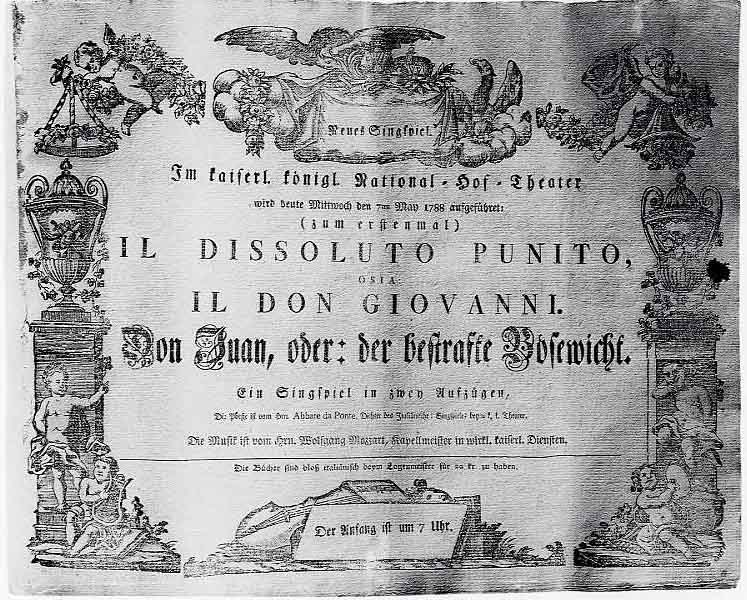 Neues Singspiel.
Im kaiserl. königl. National-Hof-Theater
wird heute Mittwoch den 7ten May 1788 aufgeführet:
(zum erstenmal)
IL DISSOLUTO PUNITO,
OSIA:
IL DON GIOVANNI.
Don Juan, oder: der bestrafte Bösewicht.
Ein Singspiel in zwey Aufzügen,
Die Poesie ist vom Hrn. Abbate da Ponte, Dichter des Italiänischen Singspiels beym k. k. Theater.
Die Musik ist vom Hrn. Wolfgang Mozzart, Kapellmeister in wirkl. kaiserl. Diensten.
Die Bücher sind bloß italiänisch beym Logenmeister für 20 kr. zu haben.
Der Anfang ist um 7 Uhr.